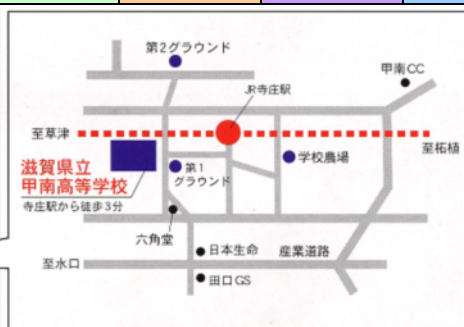 第2グラウンド
甲南CC
JR寺庄駅
至草津
至柘植
滋賀県立
甲南高等学校
寺庄駅から徒歩3分
第1
グラウンド
学校農場
六角堂
日本生命
産業道路
至水口
田口GS